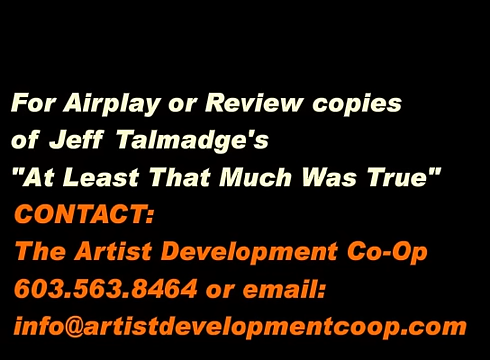 For Airplay or Review copies
of Jeff Talmadge's
"At Least That Much Was True"
CONTACT:
The Artist Development Co-Op
603.563.8464 or email:
info@artistdevelopmentcoop.com